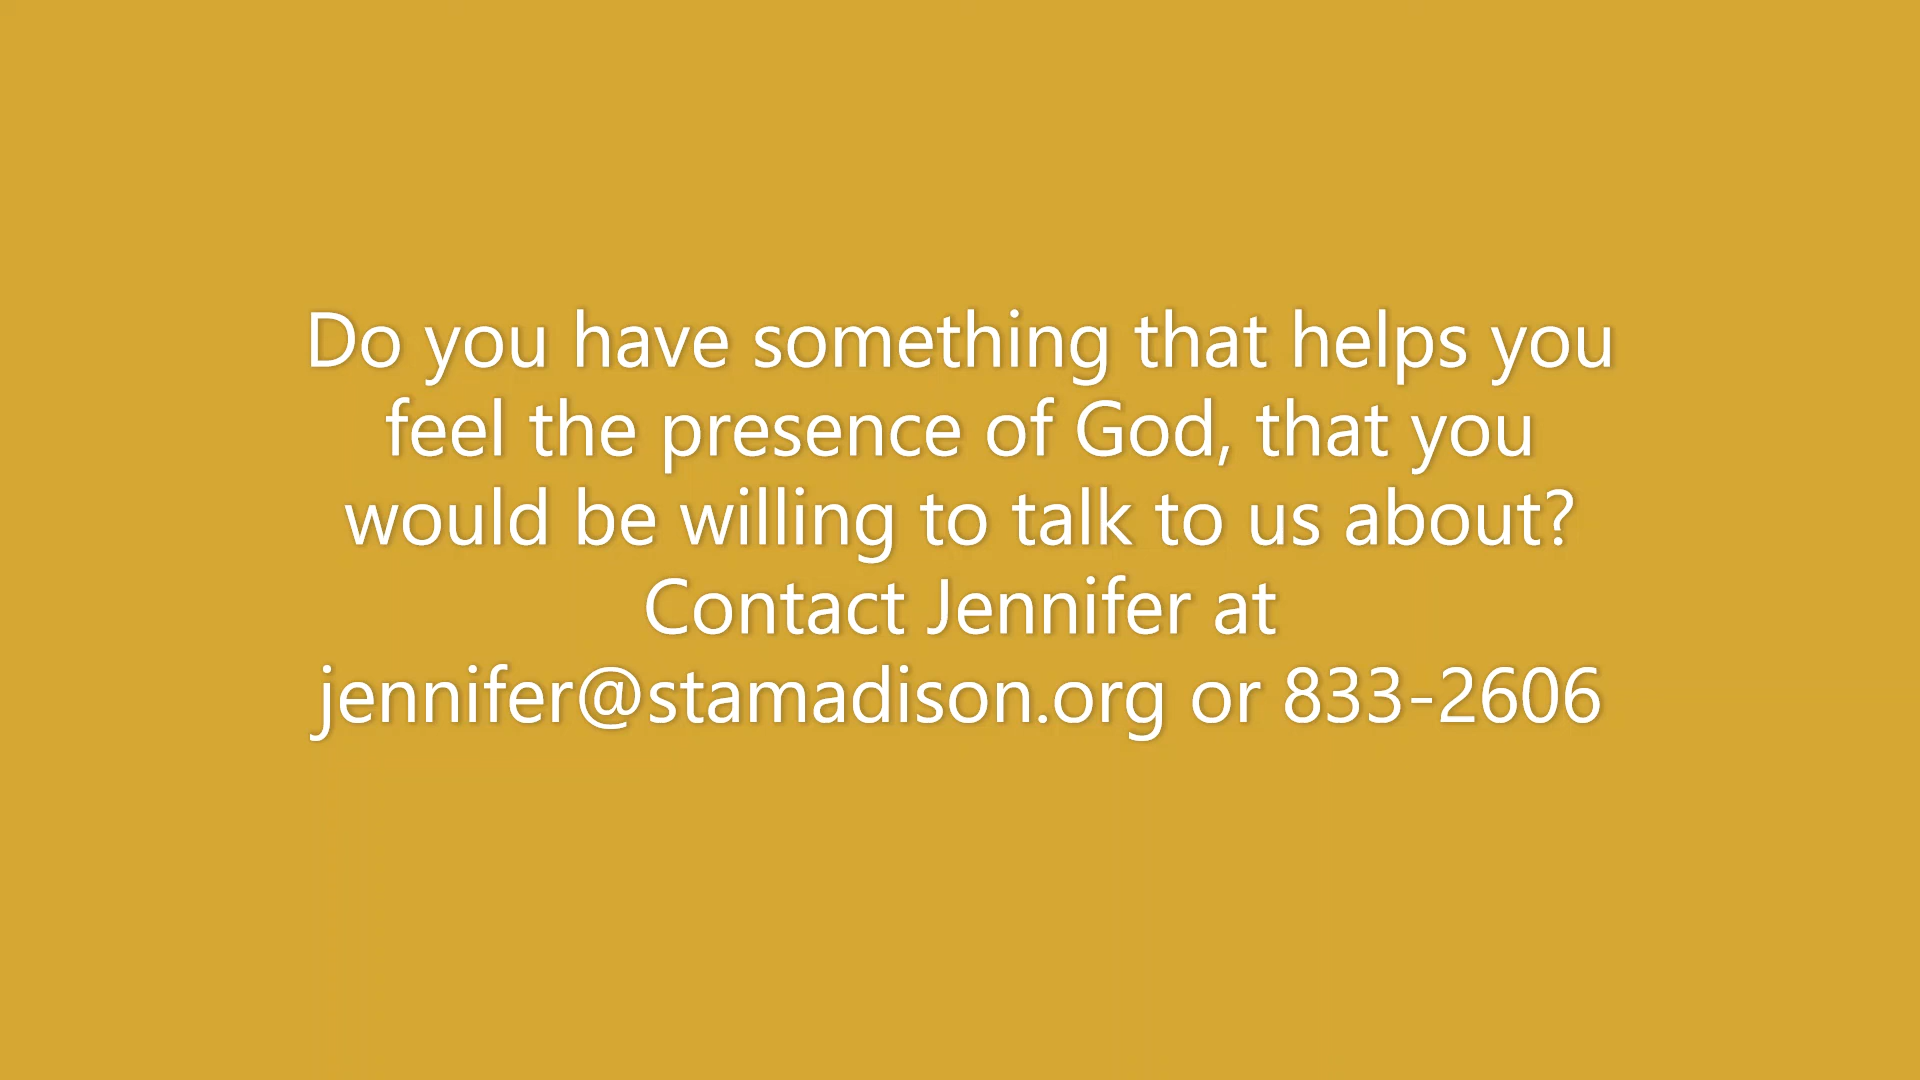 Do you have something that helps you
feel the presence of God, that you
would be willing to talk to us about?
Contact Jennifer at
jennifer@stamadison.org or 833-2606